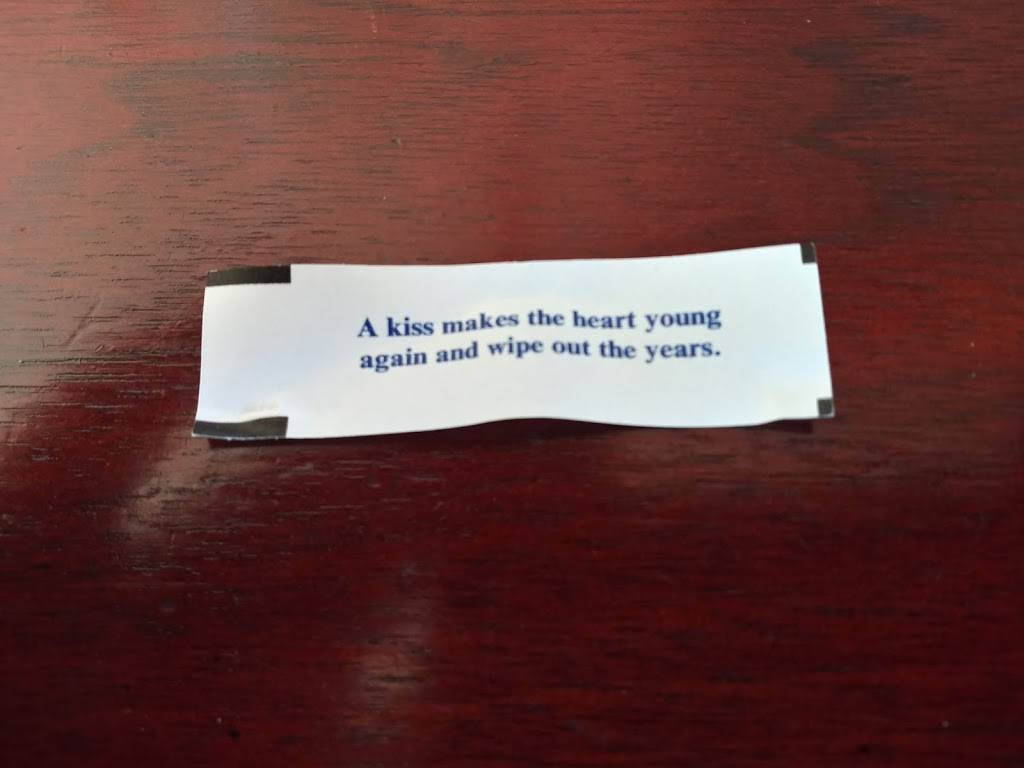 A kiss makes the heart young
again and wipe out the years.